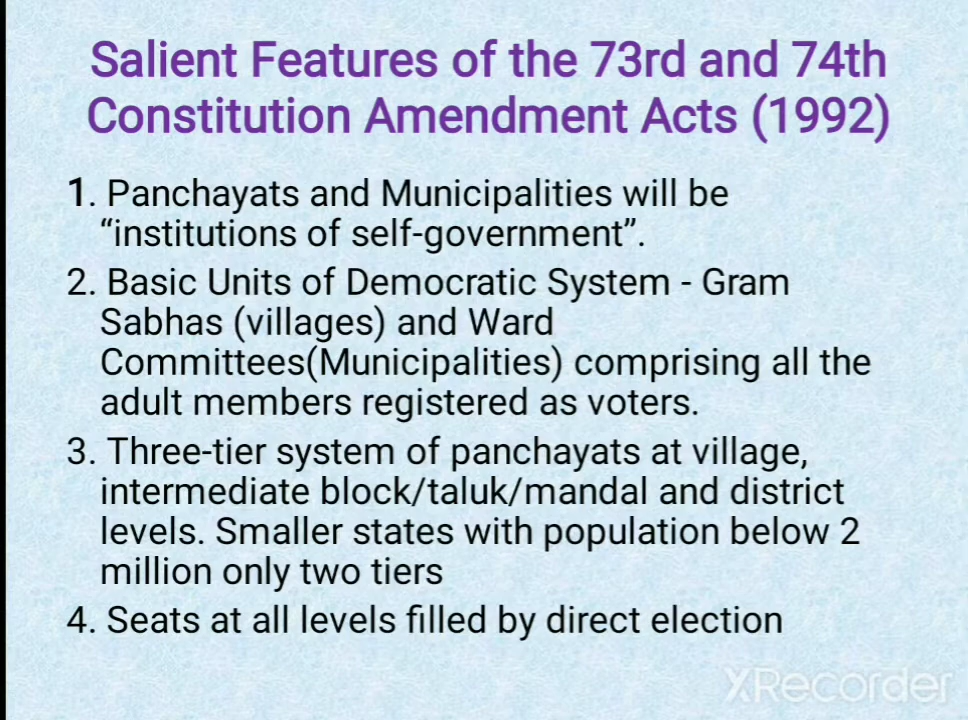 Salient Features of the 73rd and 74th
Constitution Amendment Acts (1992)
1. Panchayats and Municipalities will be
“institutions of self-government”.
2. Basic Units of Democratic System - Gram
Sabhas (villages) and Ward
Committees(Municipalities) comprising all the
adult members registered as voters.
3. Three-tier system of panchayats at village,
intermediate block/taluk/mandal and district
levels. Smaller states with population below 2
million only two tiers
4. Seats at all levels filled by direct election
XRecorder